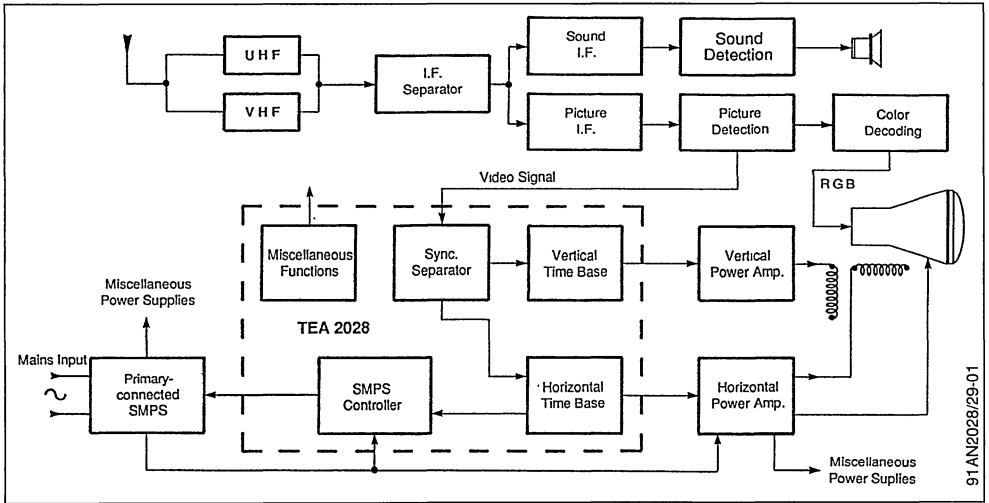 UHF
VHF
I.F.
Separator
Sound
I.F.
Sound
Detection
Picture
I.F.
Picture
Detection
Color
Decoding
Video Signal
RGB
Miscellaneous
Functions
Sync.
Separator
Vertical
Time Base
Vertical
Power Amp.
Miscellaneous
Power Supplies
TEA 2028
Mains Input
Primary-
connected
SMPS
SMPS
Controller
Horizontal
Time Base
Horizontal
Power Amp.
Miscellaneous
Power Suplies
91AN2028/29-01